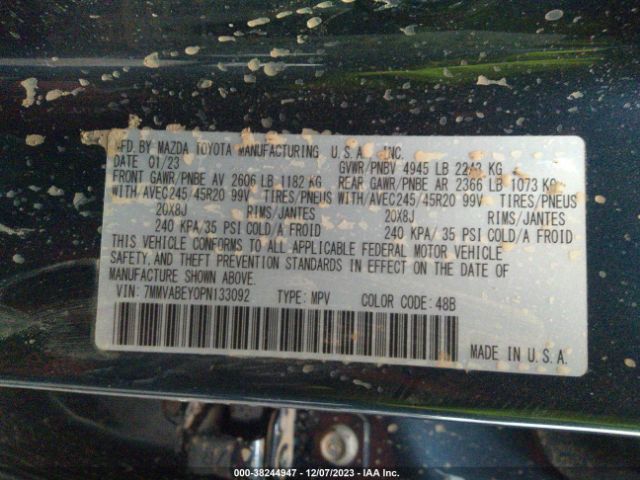 MFD. BY MAZDA TOYOTA MANUFACTURING U.S.A., INC.
DATE 01/23 GVWR/PNBV 4945 LB KG
FRONT GAWR/PNBE AV 2606 LB 1182 KG REAR GAWR/PNBE AR 2366 LB 1073 KG
WITH/AVEC245/45R20 99V TIRES/PNEUS WITH/AVEC245/45R20 99V TIRES/PNEUS
20X8J RIMS/JANTES 20X8J RIMS/JANTES
240 KPA/35 PSI COLD/A FROID 240 KPA/35 PSI COLD/A FROID
THIS VEHICLE CONFORMS TO ALL APPLICABLE FEDERAL MOTOR VEHICLE
SAFETY, AND THEFT PREVENTION STANDARDS IN EFFECT ON THE DATE OF
MANUFACTURE SHOWN ABOVE.
VIN: 7MMVABEY0PN133092 TYPE: MPV COLOR CODE: 48B
MADE IN U.S.A.
000-38244947 - 12/07/2023 - IAA Inc.